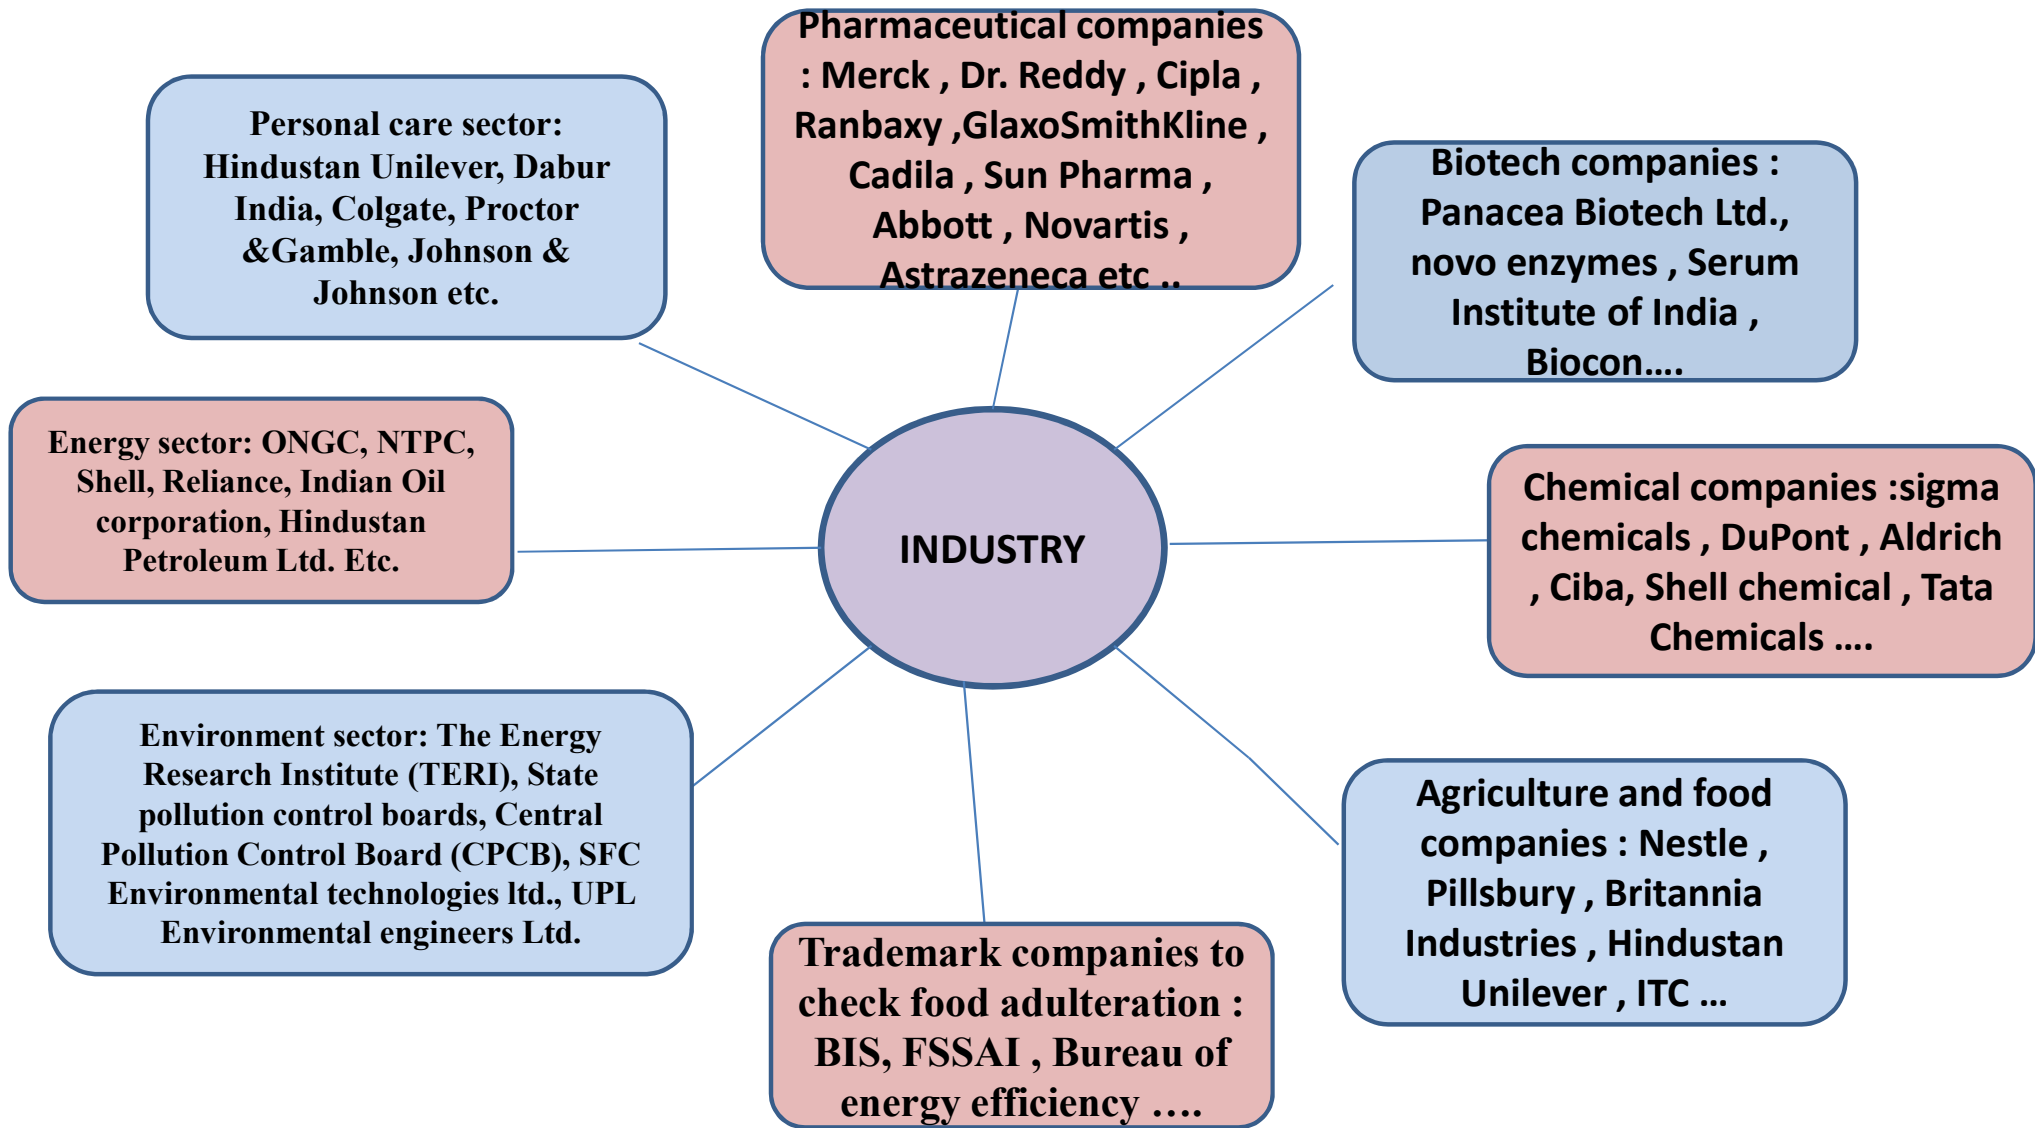 Pharmaceutical companies
: Merck , Dr. Reddy , Cipla ,
Ranbaxy ,GlaxoSmithKline ,
Cadila , Sun Pharma ,
Abbott , Novartis ,
Astrazeneca etc ..
Personal care sector:
Hindustan Unilever, Dabur
India, Colgate, Proctor
&Gamble, Johnson &
Johnson etc.
Biotech companies :
Panacea Biotech Ltd.,
novo enzymes , Serum
Institute of India ,
Biocon....
Energy sector: ONGC, NTPC,
Shell, Reliance, Indian Oil
corporation, Hindustan
Petroleum Ltd. Etc.
INDUSTRY
Chemical companies :sigma
chemicals , DuPont , Aldrich
, Ciba, Shell chemical , Tata
Chemicals ....
Environment sector: The Energy
Research Institute (TERI), State
pollution control boards, Central
Pollution Control Board (CPCB), SFC
Environmental technologies ltd., UPL
Environmental engineers Ltd.
Agriculture and food
companies : Nestle ,
Pillsbury , Britannia
Industries , Hindustan
Unilever , ITC ...
Trademark companies to
check food adulteration :
BIS, FSSAI , Bureau of
energy efficiency ....